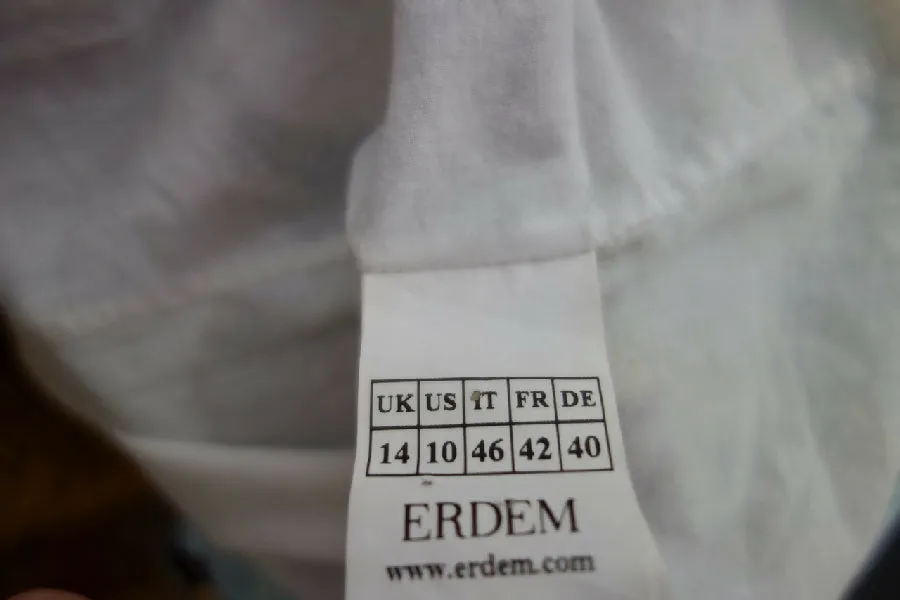 UK US IT FR DE
14 10 46 42 40
ERDEM
www.erdem.com